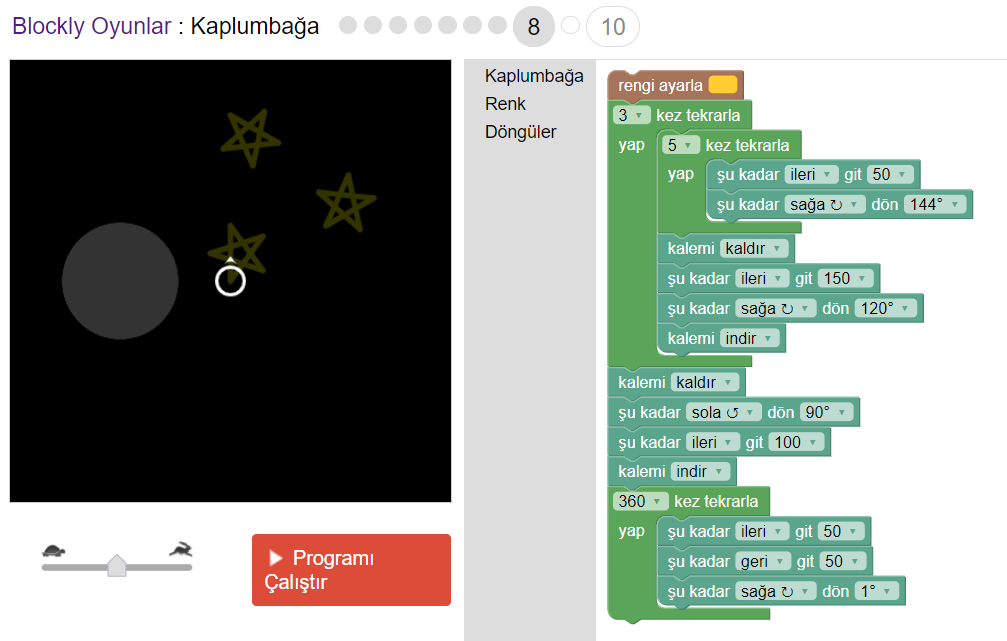 Blockly Oyunlar : Kaplumbağa 8 10
Kaplumbağa
Renk
Döngüler
rengi ayarla
3 kez tekrarla
yap 5 kez tekrarla
yap şu kadar ileri git 50
şu kadar sağa ↻ dön 144°
kalemi kaldır
şu kadar ileri git 150
şu kadar sağa ↻ dön 120°
kalemi indir
kalemi kaldır
şu kadar sola ↺ dön 90°
şu kadar ileri git 100
kalemi indir
360 kez tekrarla
yap şu kadar ileri git 50
şu kadar geri git 50
şu kadar sağa ↻ dön 1°
Programı
Çalıştır